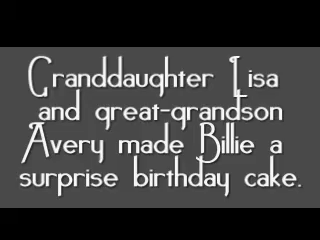 Granddaughter Lisa
and great-grandson
Avery made Billie a
surprise birthday cake.